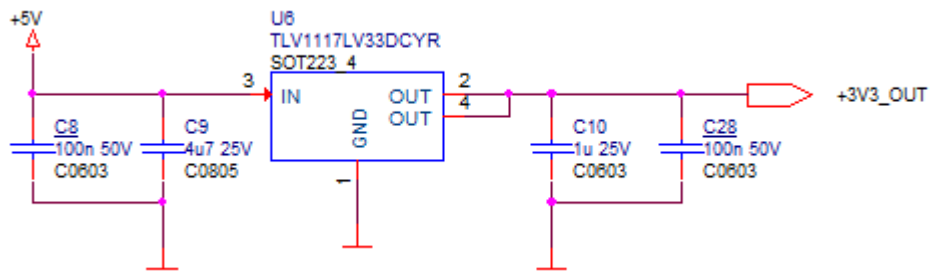 +5V
U6
TLV1117LV33DCYR
SOT223_4
3
IN
OUT
2
OUT
4
GND
1
+3V3_OUT
C8
100n 50V
C0603
C9
4u7 25V
C0805
C10
1u 25V
C0603
C28
100n 50V
C0603